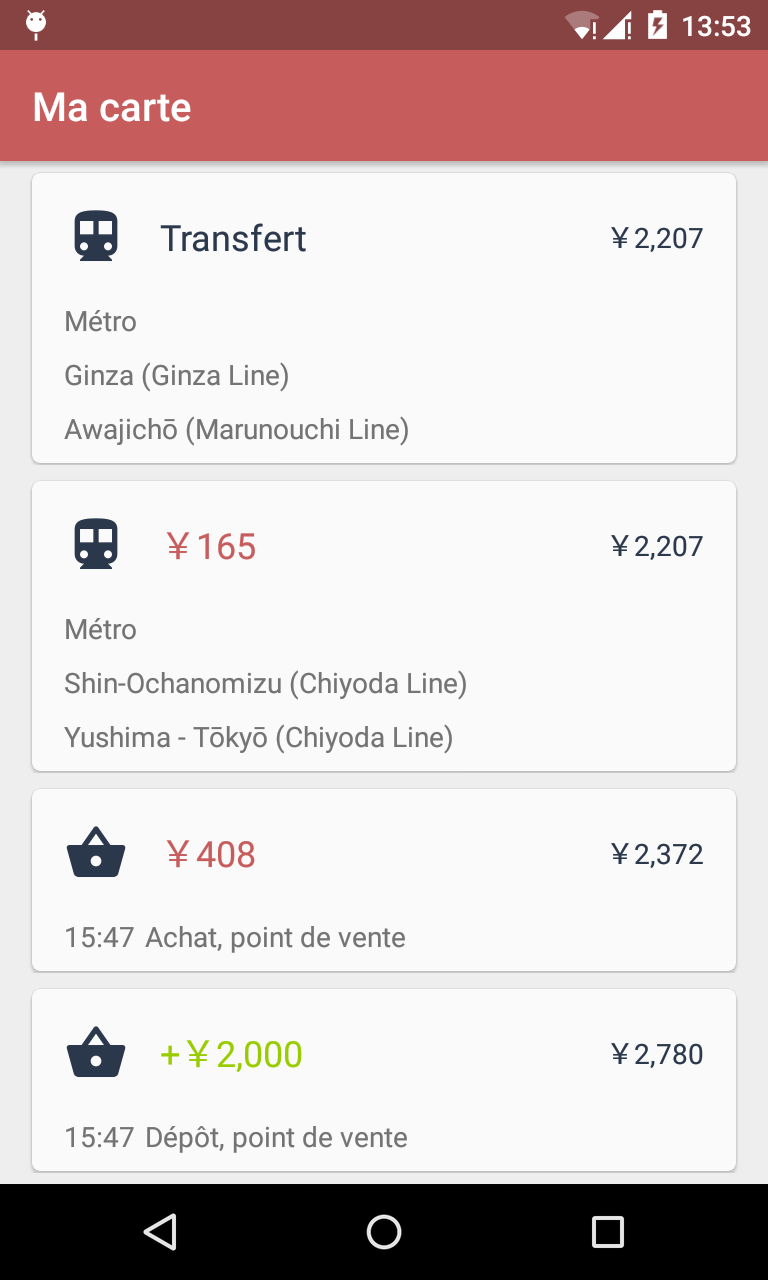 13:53
Ma carte
Transfert ¥ 2,207
Métro
Ginza (Ginza Line)
Awajichō (Marunouchi Line)
¥ 165 ¥ 2,207
Métro
Shin-Ochanomizu (Chiyoda Line)
Yushima - Tōkyō (Chiyoda Line)
¥ 408 ¥ 2,372
15:47 Achat, point de vente
+¥ 2,000 ¥ 2,780
15:47 Dépôt, point de vente